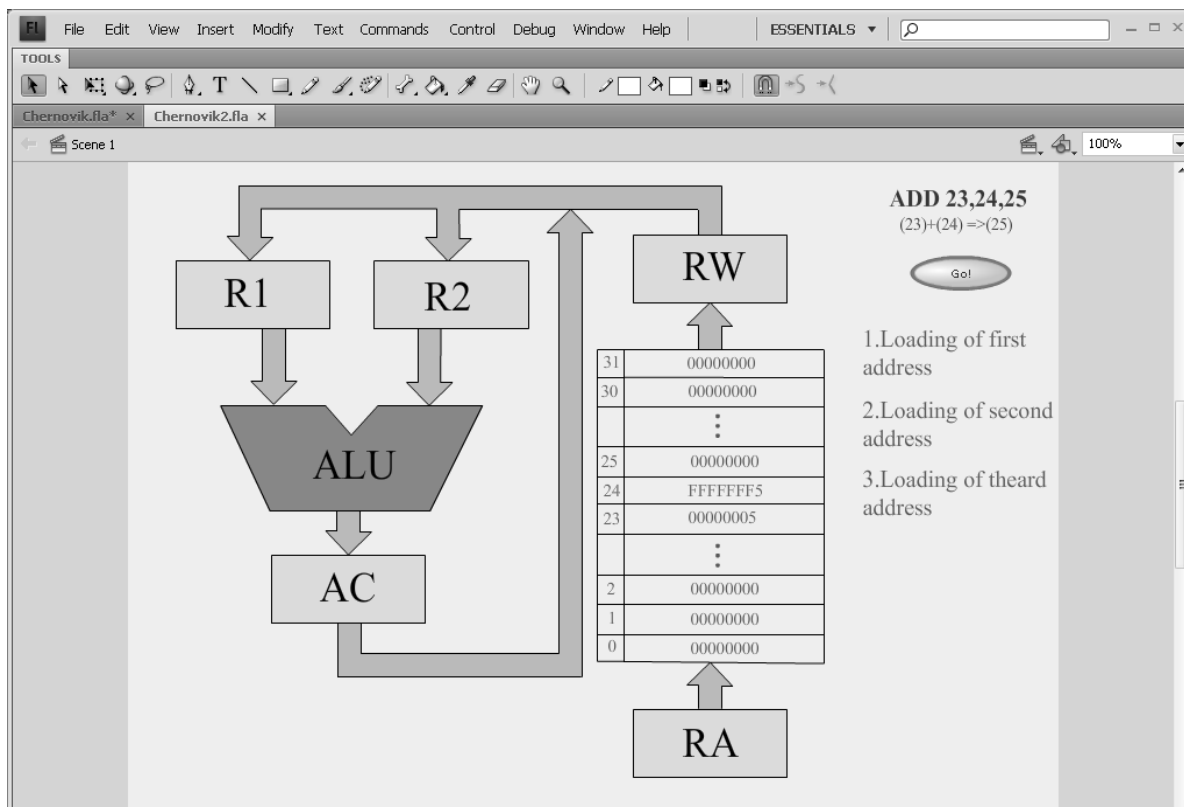 Fl File Edit View Insert Modify Text Commands Control Debug Window Help ESSENTIALS
TOOLS
T
Chernovik.fla* × Chernovik2.fla ×
Scene 1 100%
ADD 23,24,25
(23)+(24) =>(25)
Go!
1.Loading of first
address
2.Loading of second
address
3.Loading of theard
address
R1
R2
RW
ALU
AC
31 00000000
30 00000000
25 00000000
24 FFFFFFF5
23 00000005
2 00000000
1 00000000
0 00000000
RA